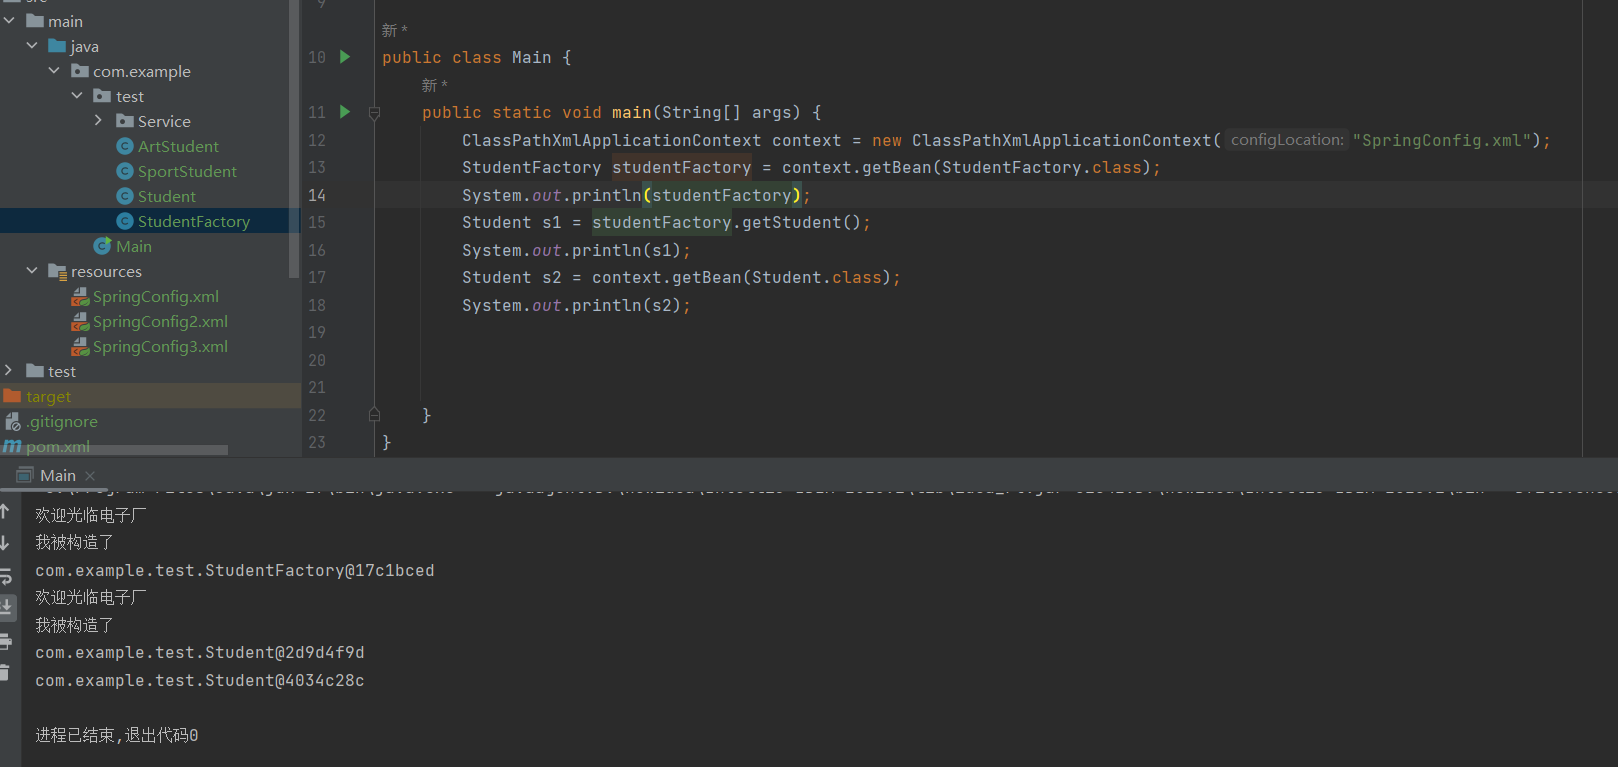 src
main
java
com.example
test
Service
ArtStudent
SportStudent
Student
StudentFactory
Main
resources
SpringConfig.xml
SpringConfig2.xml
SpringConfig3.xml
test
target
.gitignore
pom.xml
9
新 *
10 public class Main {
新 *
11 public static void main(String[] args) {
12 ClassPathXmlApplicationContext context = new ClassPathXmlApplicationContext( configLocation: "SpringConfig.xml");
13 StudentFactory studentFactory = context.getBean(StudentFactory.class);
14 System.out.println(studentFactory);
15 Student s1 = studentFactory.getStudent();
16 System.out.println(s1);
17 Student s2 = context.getBean(Student.class);
18 System.out.println(s2);
19
20
21
22 }
23 }
Main
欢迎光临电子厂
我被构造了
com.example.test.StudentFactory@17c1bced
欢迎光临电子厂
我被构造了
com.example.test.Student@2d9d4f9d
com.example.test.Student@4034c28c
进程已结束,退出代码0